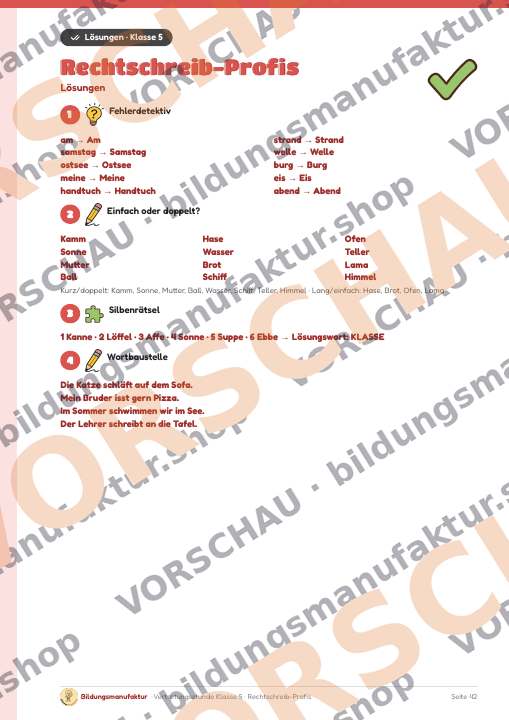 Lösungen · Klasse 5
Rechtschreib-Profis
Lösungen
1 Fehlerdetektiv
am → Am
samstag → Samstag
ostsee → Ostsee
meine → Meine
handtuch → Handtuch
strand → Strand
welle → Welle
burg → Burg
eis → Eis
abend → Abend
2 Einfach oder doppelt?
Kamm Hase Ofen
Sonne Wasser Teller
Mutter Brot Lama
Ball Schiff Himmel
Kurz/doppelt: Kamm, Sonne, Mutter, Ball, Wasser, Schiff, Teller, Himmel · Lang/einfach: Hase, Brot, Ofen, Lama
3 Silbenrätsel
1 Kanne · 2 Löffel · 3 Affe · 4 Sonne · 5 Suppe · 6 Ebbe → Lösungswort: KLASSE
4 Wortbaustelle
Die Katze schläft auf dem Sofa.
Mein Bruder isst gern Pizza.
Im Sommer schwimmen wir im See.
Der Lehrer schreibt an die Tafel.
VORSCHAU · bildungsmanufaktur.shop
Bildungsmanufaktur · Vertretungsstunde Klasse 5 · Rechtschreib-Profis
Seite 42